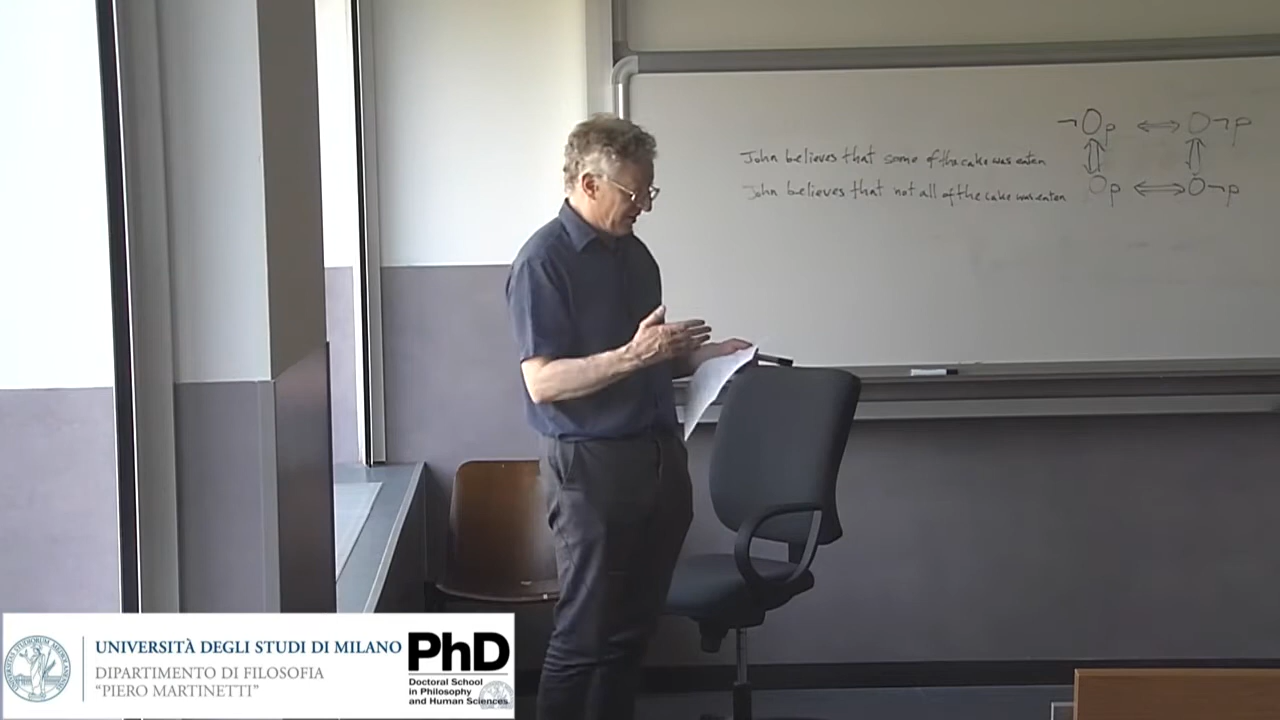 ¬Op ⟺ O¬p
⇑⇓ ⇑
John believes that some of the cake was eaten
John believes that not all of the cake was eaten
Op ⟺ O¬p
UNIVERSITÀ DEGLI STUDI DI MILANO
DIPARTIMENTO DI FILOSOFIA
"PIERO MARTINETTI"
PhD
Doctoral School
in Philosophy
and Human Sciences